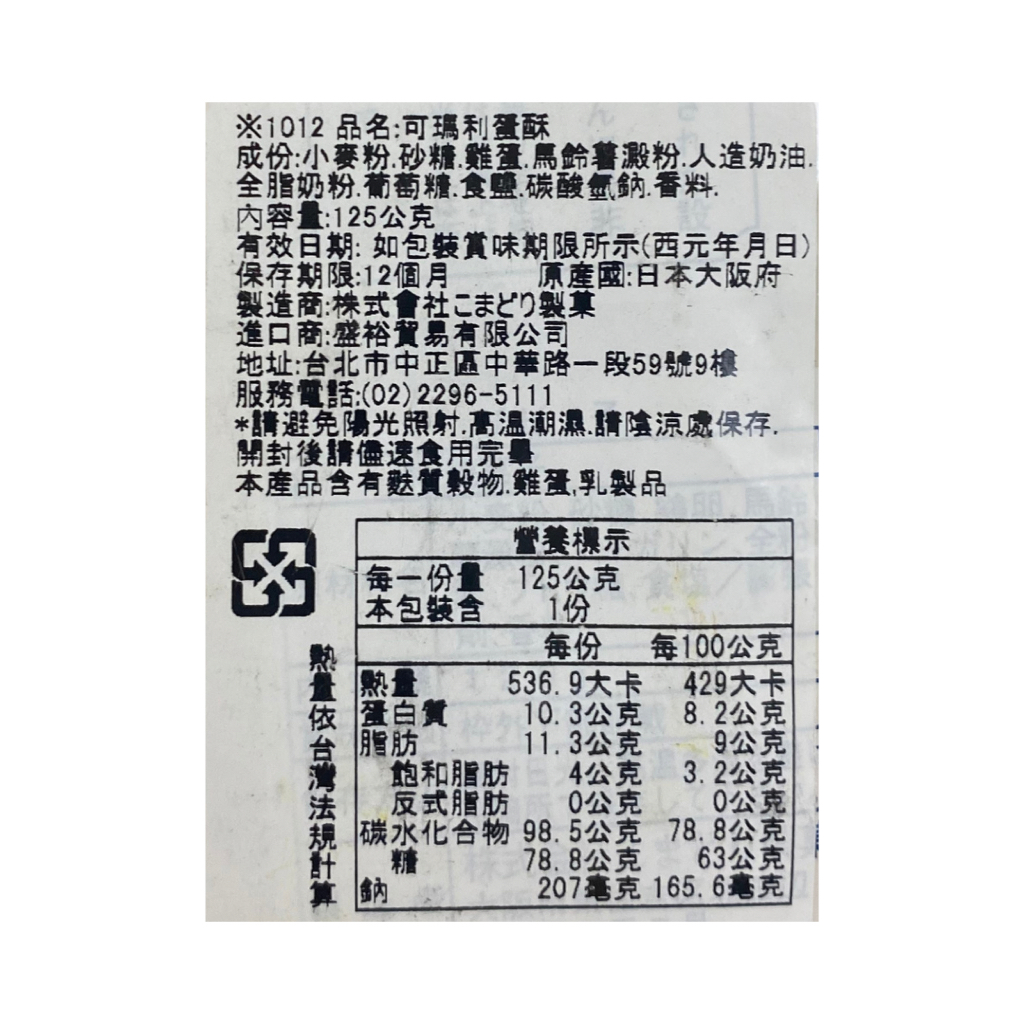 ※1012 品名:可瑪利蛋酥
成份:小麥粉.砂糖.雞蛋.馬鈴薯澱粉.人造奶油.
全脂奶粉.葡萄糖.食鹽.碳酸氫鈉.香料.
內容量:125公克
有效日期: 如包裝賞味期限所示(西元年月日)
保存期限:12個月 原產國:日本大阪府
製造商:株式會社こまどり製菓
進口商:盛裕貿易有限公司
地址:台北市中正區中華路一段59號9樓
服務電話:(02)2296-5111
*請避免陽光照射.高溫潮濕.請陰涼處保存.
開封後請儘速食用完畢
本產品含有麩質穀物.雞蛋.乳製品
營養標示
每一份量 125公克
本包裝含 1份
每份 每100公克
熱量 536.9大卡 429大卡
蛋白質 10.3公克 8.2公克
脂肪 11.3公克 9公克
飽和脂肪 4公克 3.2公克
反式脂肪 0公克 0公克
碳水化合物 98.5公克 78.8公克
糖 78.8公克 63公克
鈉 207毫克 165.6毫克
熱量依台灣法規計算